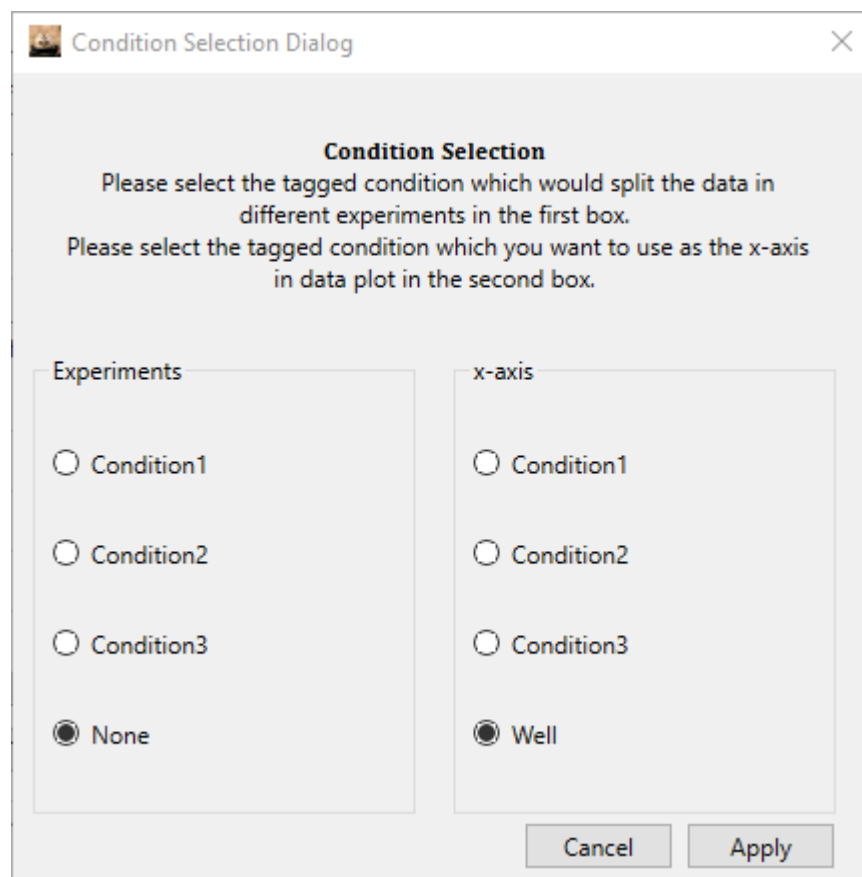 Condition Selection Dialog
Condition Selection
Please select the tagged condition which would split the data in
different experiments in the first box.
Please select the tagged condition which you want to use as the x-axis
in data plot in the second box.
Experiments
Condition1
Condition2
Condition3
None
x-axis
Condition1
Condition2
Condition3
Well
Cancel
Apply